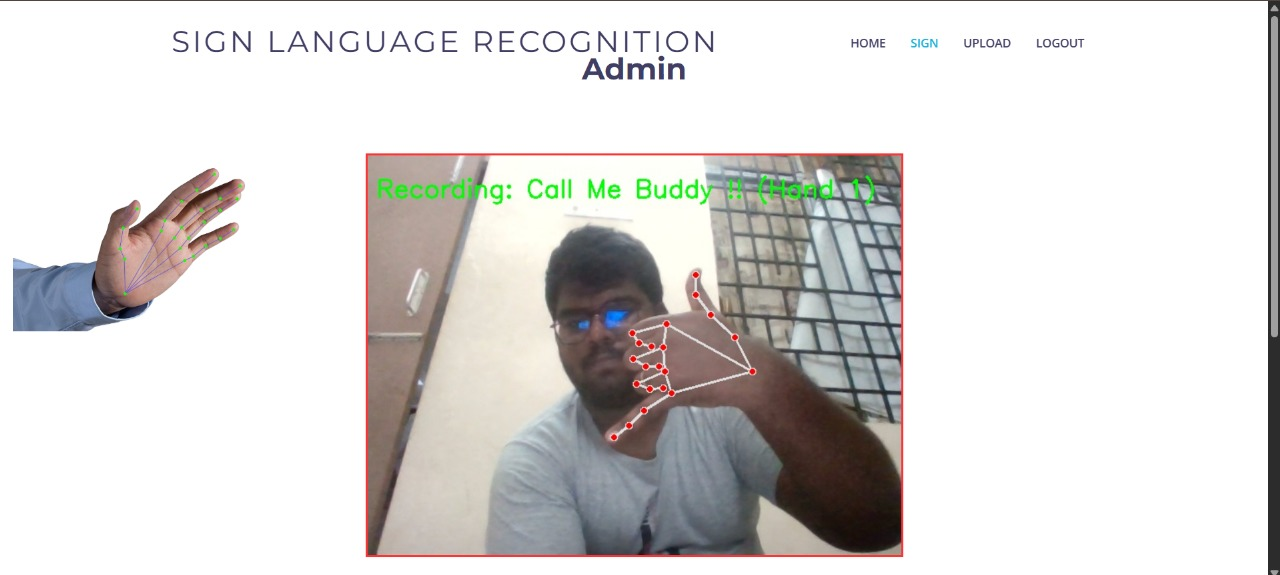 SIGN LANGUAGE RECOGNITION
Admin
HOME SIGN UPLOAD LOGOUT
Recording: Call Me Buddy !! (Hand 1)